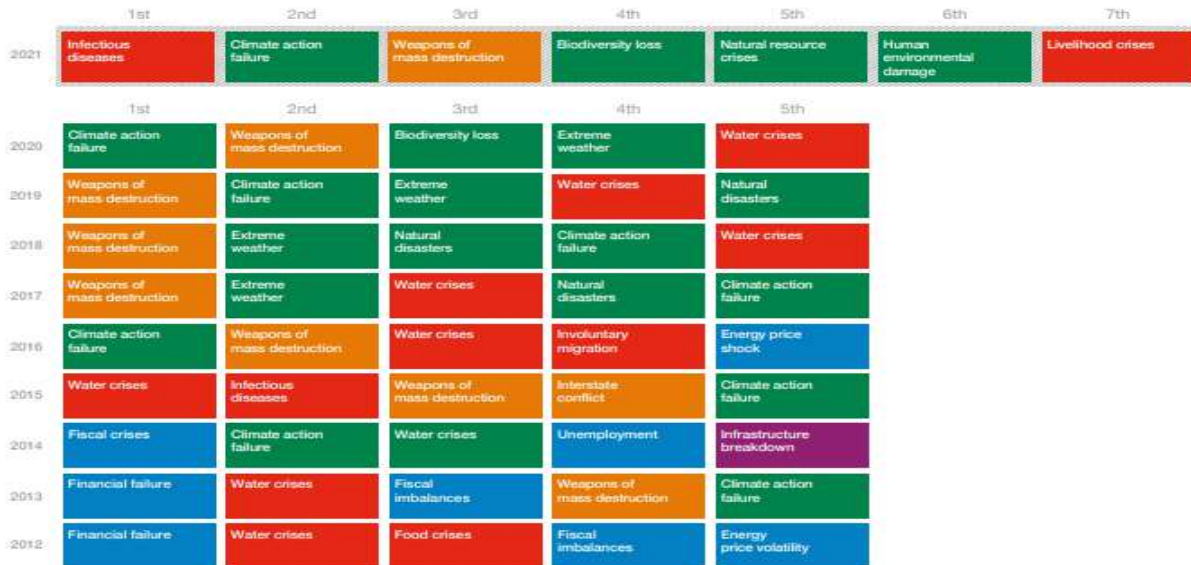 1st 2nd 3rd 4th 5th 6th 7th
2021
Infectious
diseases
Climate action
failure
Weapons of
mass destruction
Biodiversity loss
Natural resource
crises
Human
environmental
damage
Livelihood crises
1st 2nd 3rd 4th 5th
2020
Climate action
failure
Weapons of
mass destruction
Biodiversity loss
Extreme
weather
Water crises
2019
Weapons of
mass destruction
Climate action
failure
Extreme
weather
Water crises
Natural
disasters
2018
Weapons of
mass destruction
Extreme
weather
Natural
disasters
Climate action
failure
Water crises
2017
Weapons of
mass destruction
Extreme
weather
Water crises
Natural
disasters
Climate action
failure
2016
Climate action
failure
Weapons of
mass destruction
Water crises
Involuntary
migration
Energy price
shock
2015
Water crises
Infectious
diseases
Weapons of
mass destruction
Interstate
conflict
Climate action
failure
2014
Fiscal crises
Climate action
failure
Water crises
Unemployment
Infrastructure
breakdown
2013
Financial failure
Water crises
Fiscal
imbalances
Weapons of
mass destruction
Climate action
failure
2012
Financial failure
Water crises
Food crises
Fiscal
imbalances
Energy
price volatility